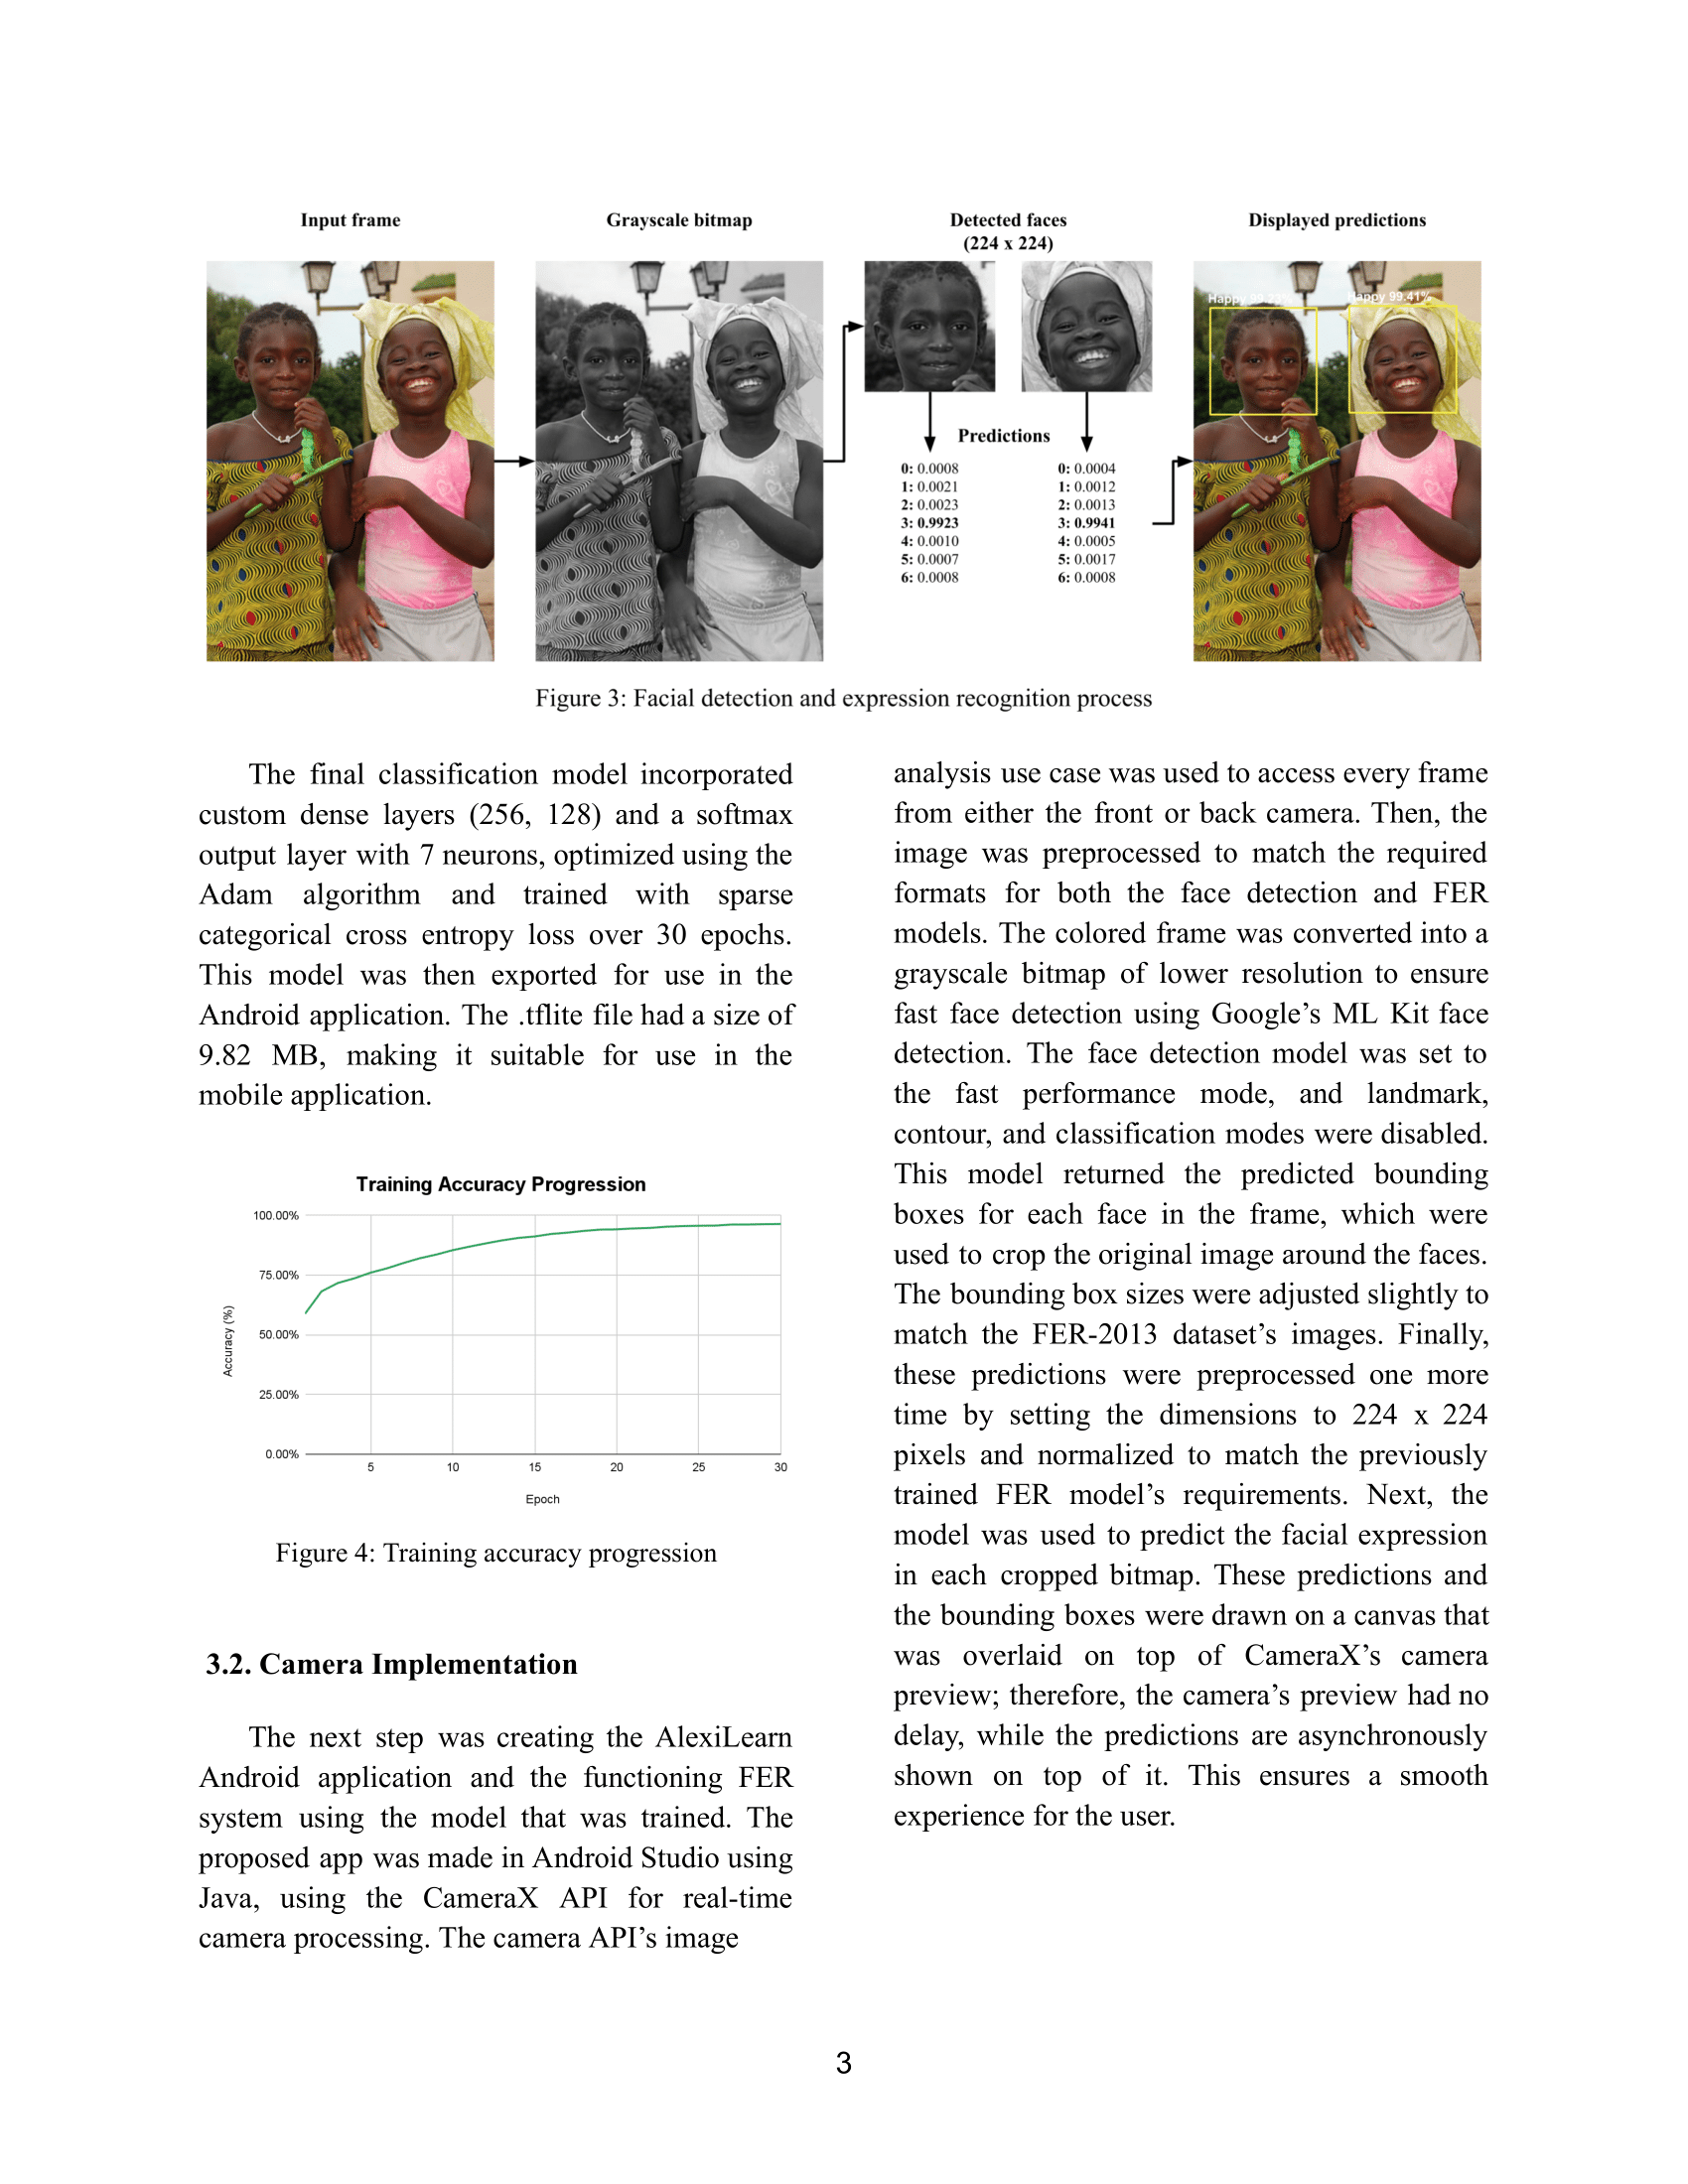 Input frame
Grayscale bitmap
Detected faces
(224 x 224)
Displayed predictions
Happy 99.23%
Happy 99.41%
Predictions
0: 0.0008
1: 0.0021
2: 0.0023
3: 0.9923
4: 0.0010
5: 0.0007
6: 0.0008
0: 0.0004
1: 0.0012
2: 0.0013
3: 0.9941
4: 0.0005
5: 0.0017
6: 0.0008
Figure 3: Facial detection and expression recognition process
The final classification model incorporated
custom dense layers (256, 128) and a softmax
output layer with 7 neurons, optimized using the
Adam algorithm and trained with sparse
categorical cross entropy loss over 30 epochs.
This model was then exported for use in the
Android application. The .tflite file had a size of
9.82 MB, making it suitable for use in the
mobile application.
Training Accuracy Progression
100.00%
75.00%
50.00%
25.00%
0.00%
Accuracy (%)
5 10 15 20 25 30
Epoch
Figure 4: Training accuracy progression
3.2. Camera Implementation
The next step was creating the AlexiLearn
Android application and the functioning FER
system using the model that was trained. The
proposed app was made in Android Studio using
Java, using the CameraX API for real-time
camera processing. The camera API’s image
analysis use case was used to access every frame
from either the front or back camera. Then, the
image was preprocessed to match the required
formats for both the face detection and FER
models. The colored frame was converted into a
grayscale bitmap of lower resolution to ensure
fast face detection using Google’s ML Kit face
detection. The face detection model was set to
the fast performance mode, and landmark,
contour, and classification modes were disabled.
This model returned the predicted bounding
boxes for each face in the frame, which were
used to crop the original image around the faces.
The bounding box sizes were adjusted slightly to
match the FER-2013 dataset’s images. Finally,
these predictions were preprocessed one more
time by setting the dimensions to 224 x 224
pixels and normalized to match the previously
trained FER model’s requirements. Next, the
model was used to predict the facial expression
in each cropped bitmap. These predictions and
the bounding boxes were drawn on a canvas that
was overlaid on top of CameraX’s camera
preview; therefore, the camera’s preview had no
delay, while the predictions are asynchronously
shown on top of it. This ensures a smooth
experience for the user.
3